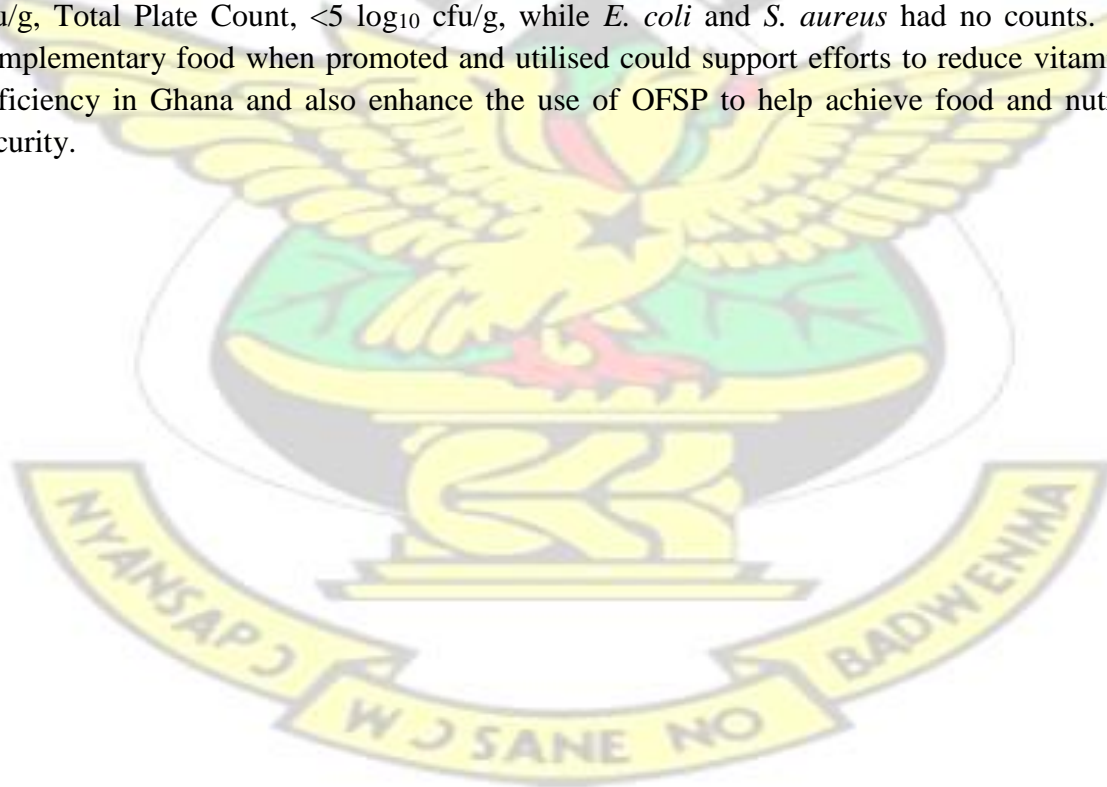 u/g, Total Plate Count, <5 log₁₀ cfu/g, while E. coli and S. aureus had no counts.
mplementary food when promoted and utilised could support efforts to reduce vitam
ficiency in Ghana and also enhance the use of OFSP to help achieve food and nut
curity.
NYANSAPƆ
WƆ SANE NO
BADWENMA